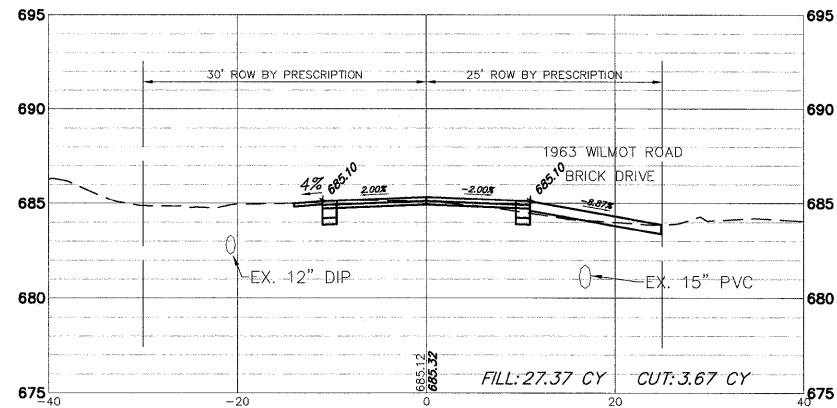 695 695
30' ROW BY PRESCRIPTION 25' ROW BY PRESCRIPTION
690 690
1963 WILMOT ROAD
BRICK DRIVE
4% 685.10 2.00% -2.00% 685.10 -8.87%
685 685
EX. 12" DIP EX. 15" PVC
680 680
685.12
685.32
FILL: 27.37 CY CUT: 3.67 CY
675 675
-40 -20 0 20 40